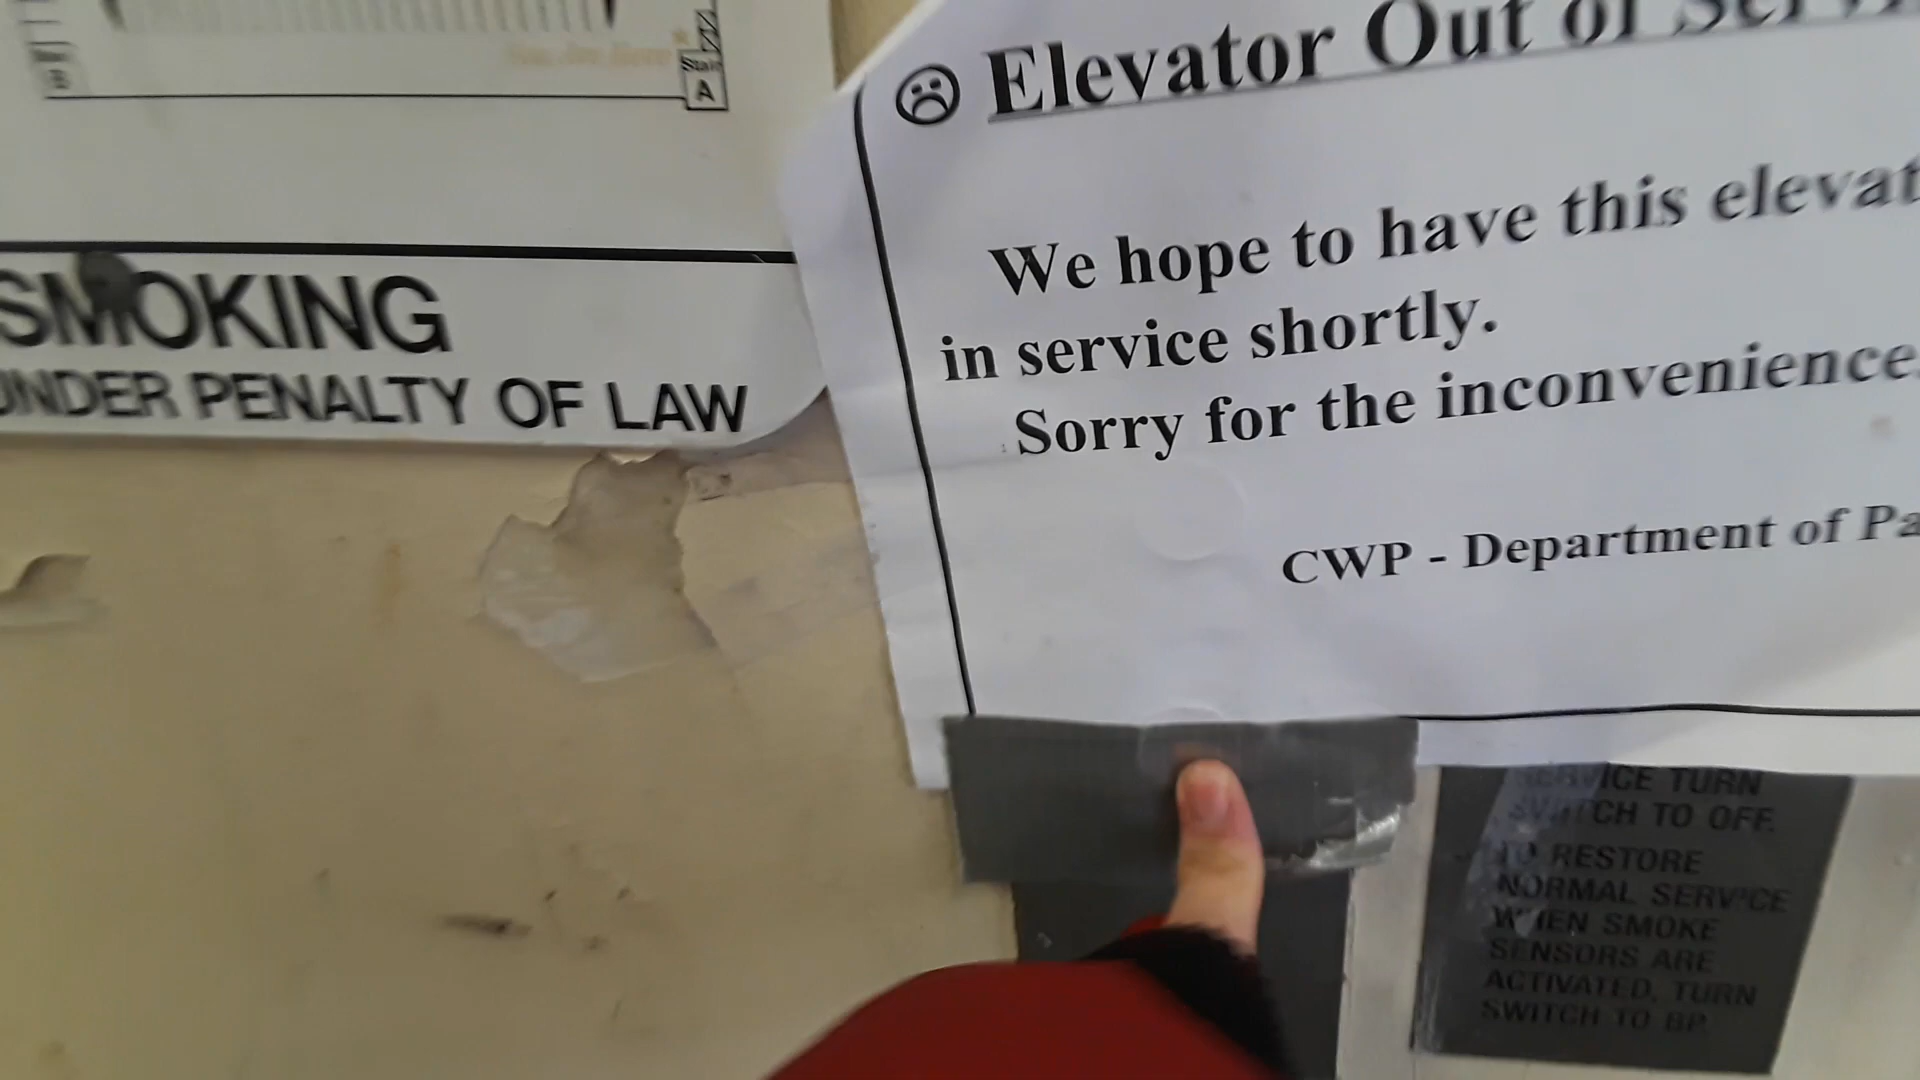 Stair
A
B
SMOKING
UNDER PENALTY OF LAW
Elevator Out of
We hope to have this
in service shortly.
Sorry for the inconvenience.
CWP - Department of
SERVICE TURN
SWITCH TO OFF.
TO RESTORE
NORMAL SERVICE
WHEN SMOKE
SENSORS ARE
ACTIVATED, TURN
SWITCH TO BP